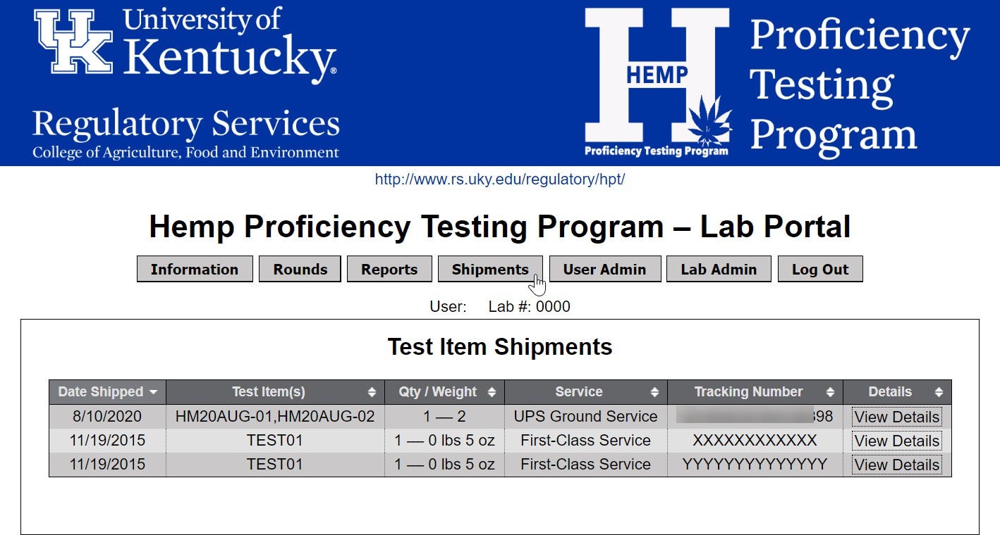 University of
Kentucky®
Regulatory Services
College of Agriculture, Food and Environment
HEMP
Proficiency Testing Program
Proficiency
Testing
Program
http://www.rs.uky.edu/regulatory/hpt/
Hemp Proficiency Testing Program – Lab Portal
Information Rounds Reports Shipments User Admin Lab Admin Log Out
User: Lab #: 0000
Test Item Shipments
Date Shipped Test Item(s) Qty / Weight Service Tracking Number Details
8/10/2020 HM20AUG-01,HM20AUG-02 1 — 2 UPS Ground Service 98 View Details
11/19/2015 TEST01 1 — 0 lbs 5 oz First-Class Service XXXXXXXXXXXX View Details
11/19/2015 TEST01 1 — 0 lbs 5 oz First-Class Service YYYYYYYYYYYYYY View Details